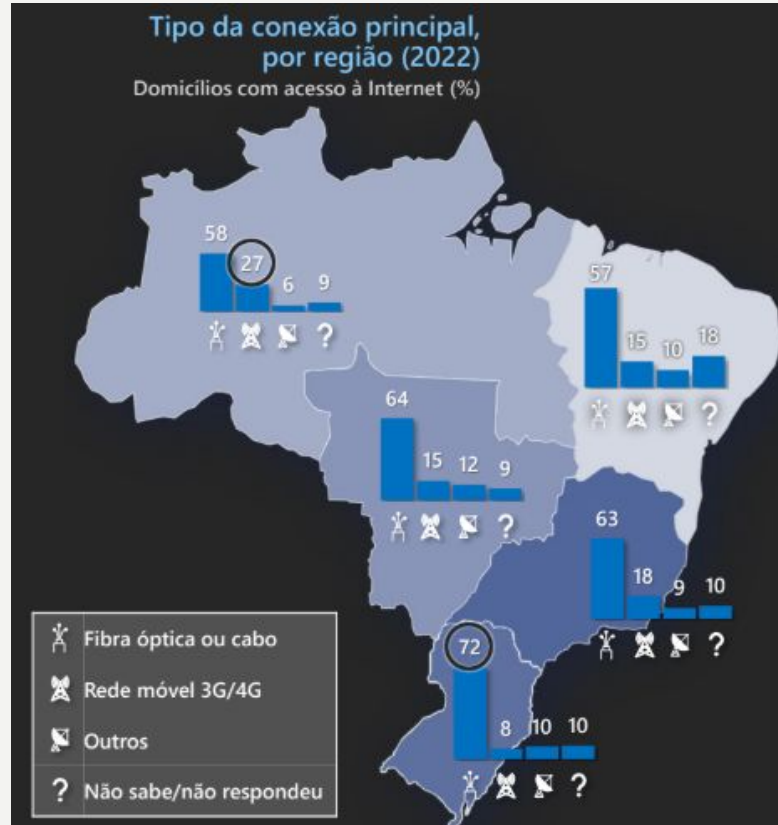 Tipo da conexão principal,
por região (2022)
Domicílios com acesso à Internet (%)
58 27 6 9
?
57 15 10 18
?
64 15 12 9
?
63 18 9 10
?
72 8 10 10
?
Fibra óptica ou cabo
Rede móvel 3G/4G
Outros
? Não sabe/não respondeu